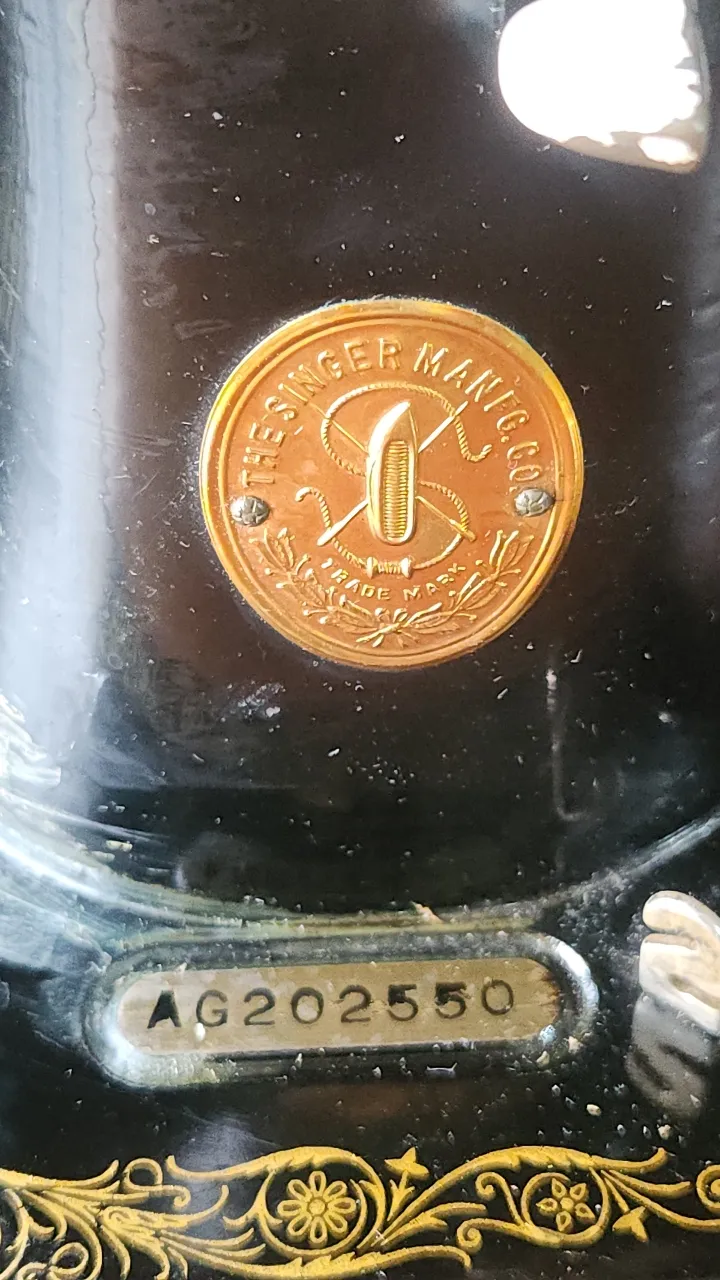 THE SINGER MANFG. CO.
TRADE MARK
AG202550